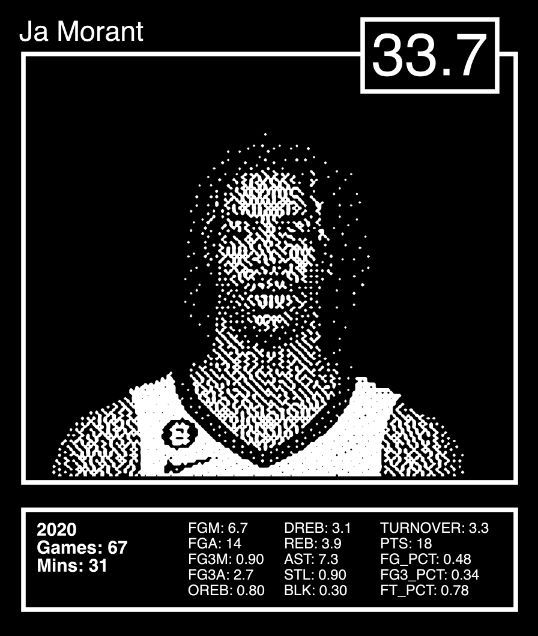 Ja Morant
33.7
2020
Games: 67
Mins: 31
FGM: 6.7
FGA: 14
FG3M: 0.90
FG3A: 2.7
OREB: 0.80
DREB: 3.1
REB: 3.9
AST: 7.3
STL: 0.90
BLK: 0.30
TURNOVER: 3.3
PTS: 18
FG_PCT: 0.48
FG3_PCT: 0.34
FT_PCT: 0.78